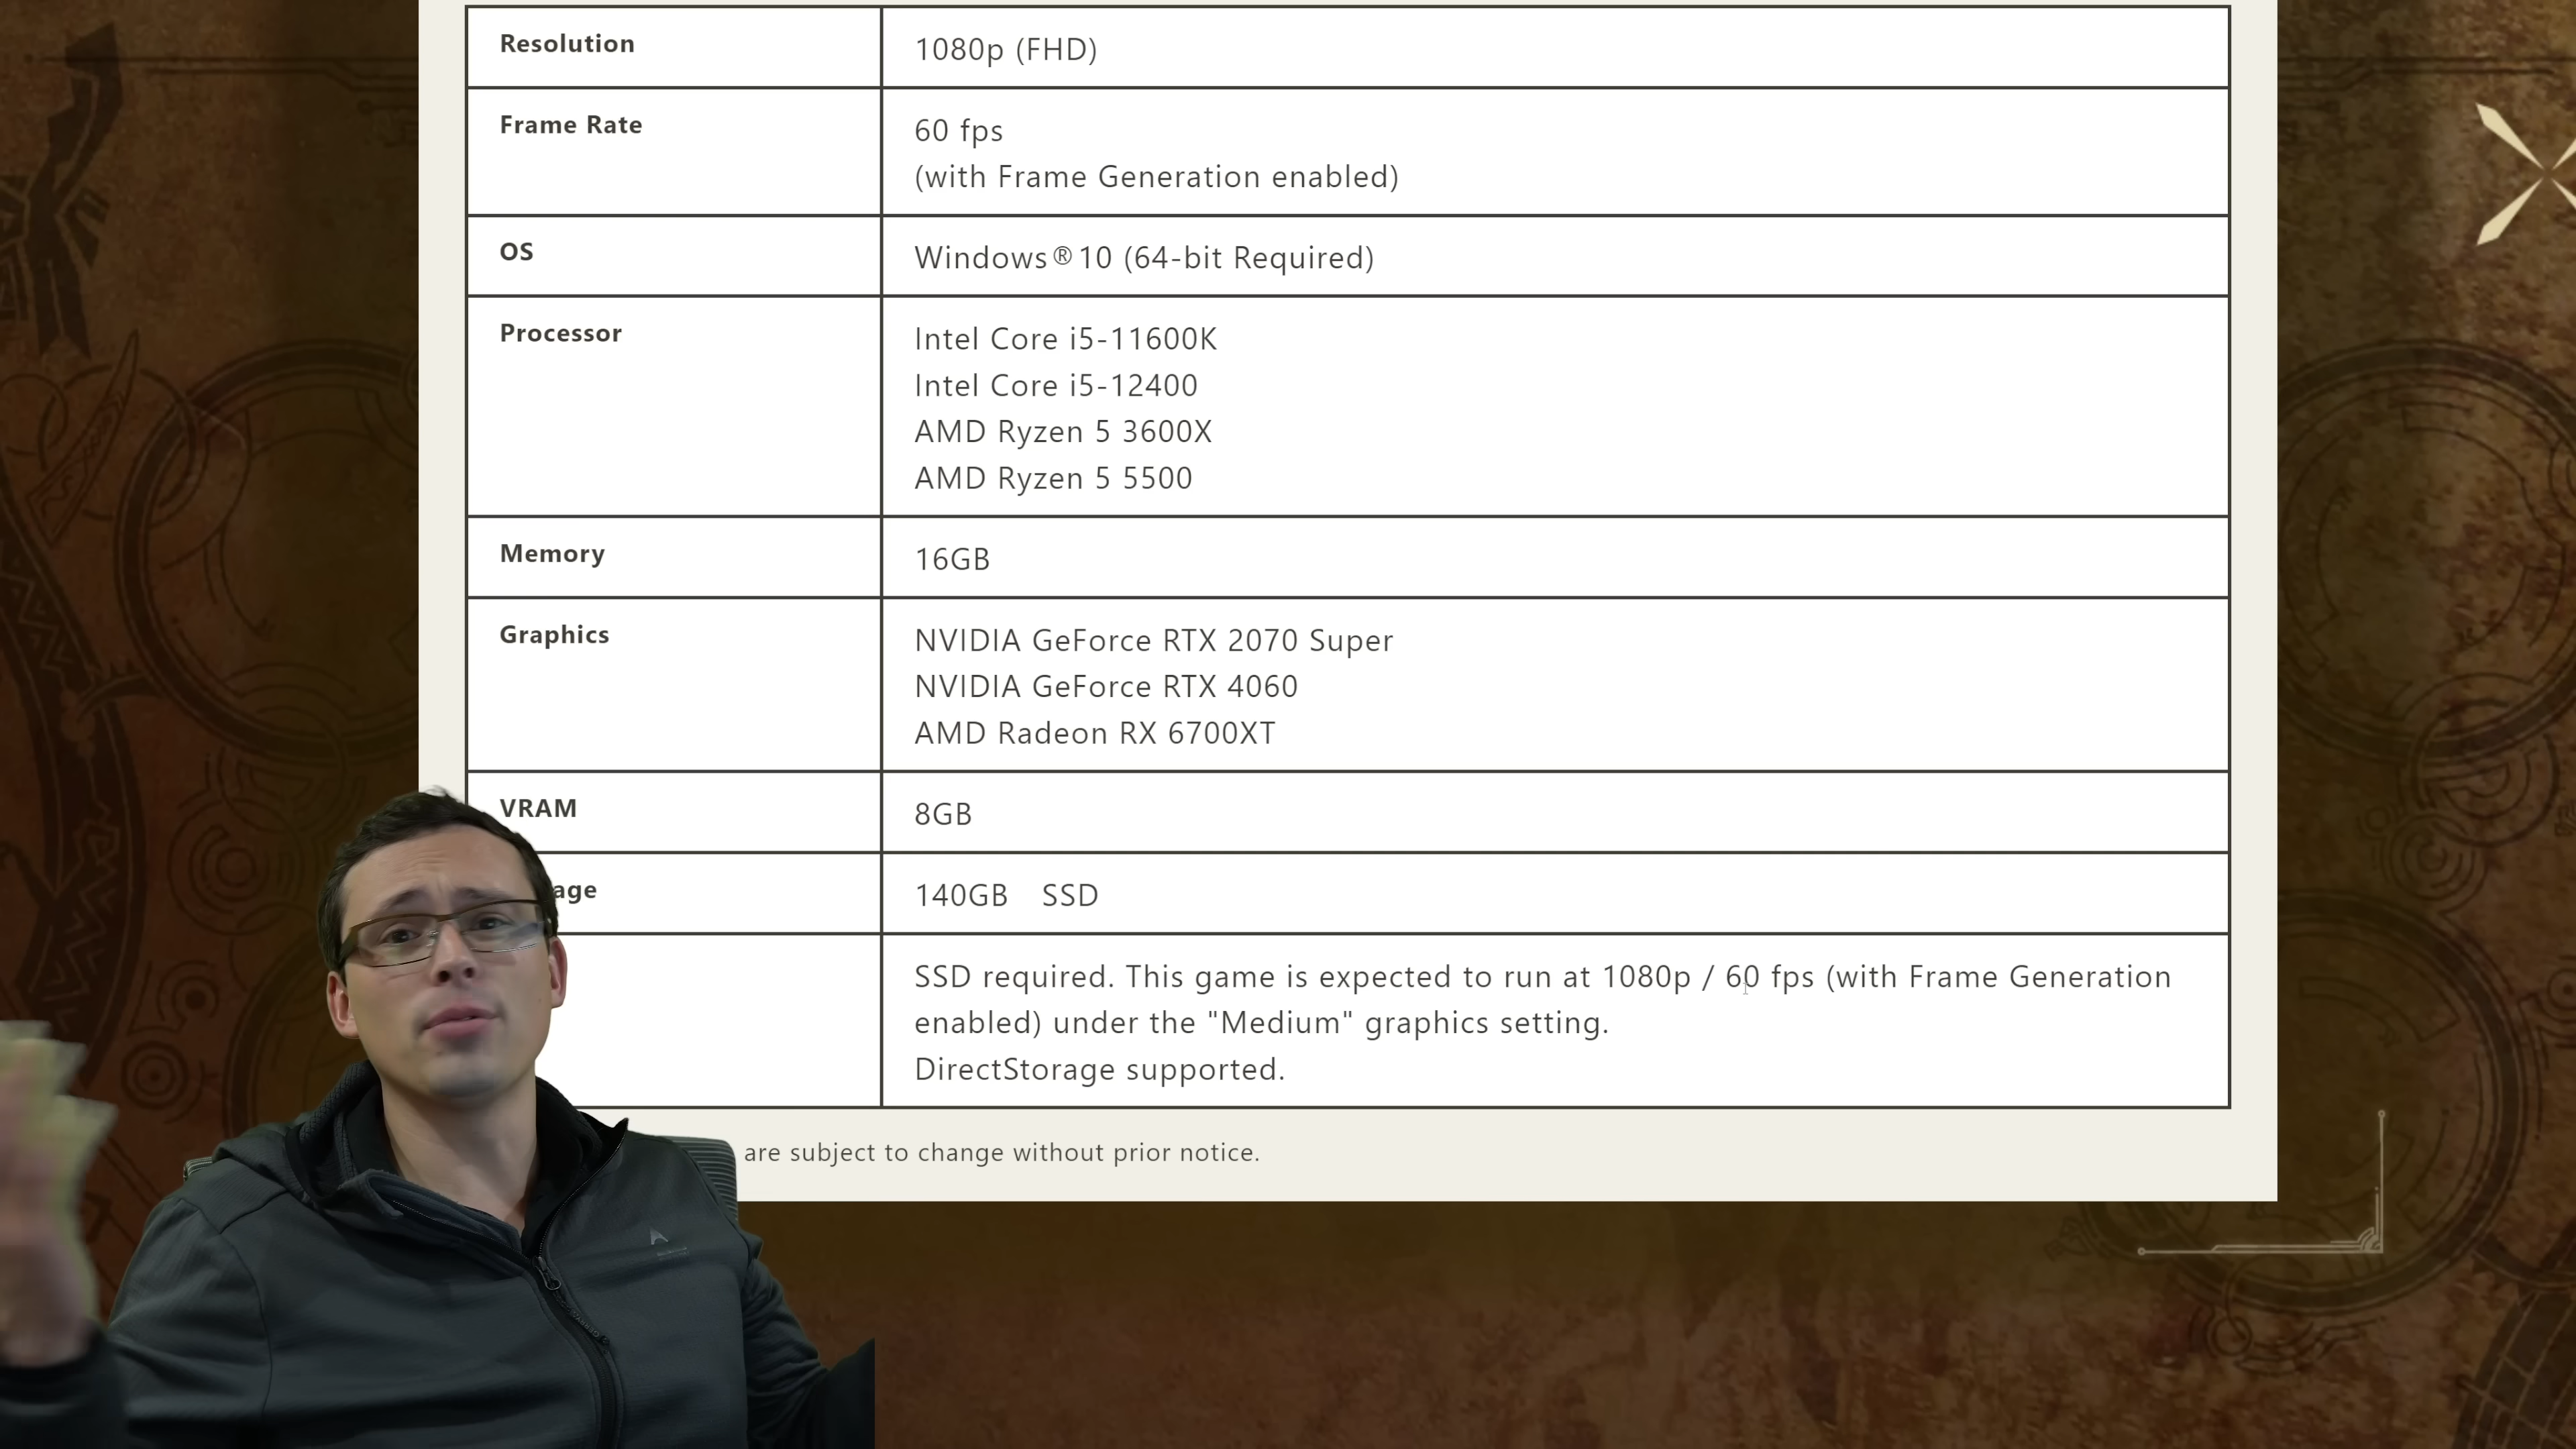 Resolution
1080p (FHD)
Frame Rate
60 fps
(with Frame Generation enabled)
OS
Windows®10 (64-bit Required)
Processor
Intel Core i5-11600K
Intel Core i5-12400
AMD Ryzen 5 3600X
AMD Ryzen 5 5500
Memory
16GB
Graphics
NVIDIA GeForce RTX 2070 Super
NVIDIA GeForce RTX 4060
AMD Radeon RX 6700XT
VRAM
8GB
age
140GB SSD
SSD required. This game is expected to run at 1080p / 60 fps (with Frame Generation
enabled) under the "Medium" graphics setting.
DirectStorage supported.
are subject to change without prior notice.